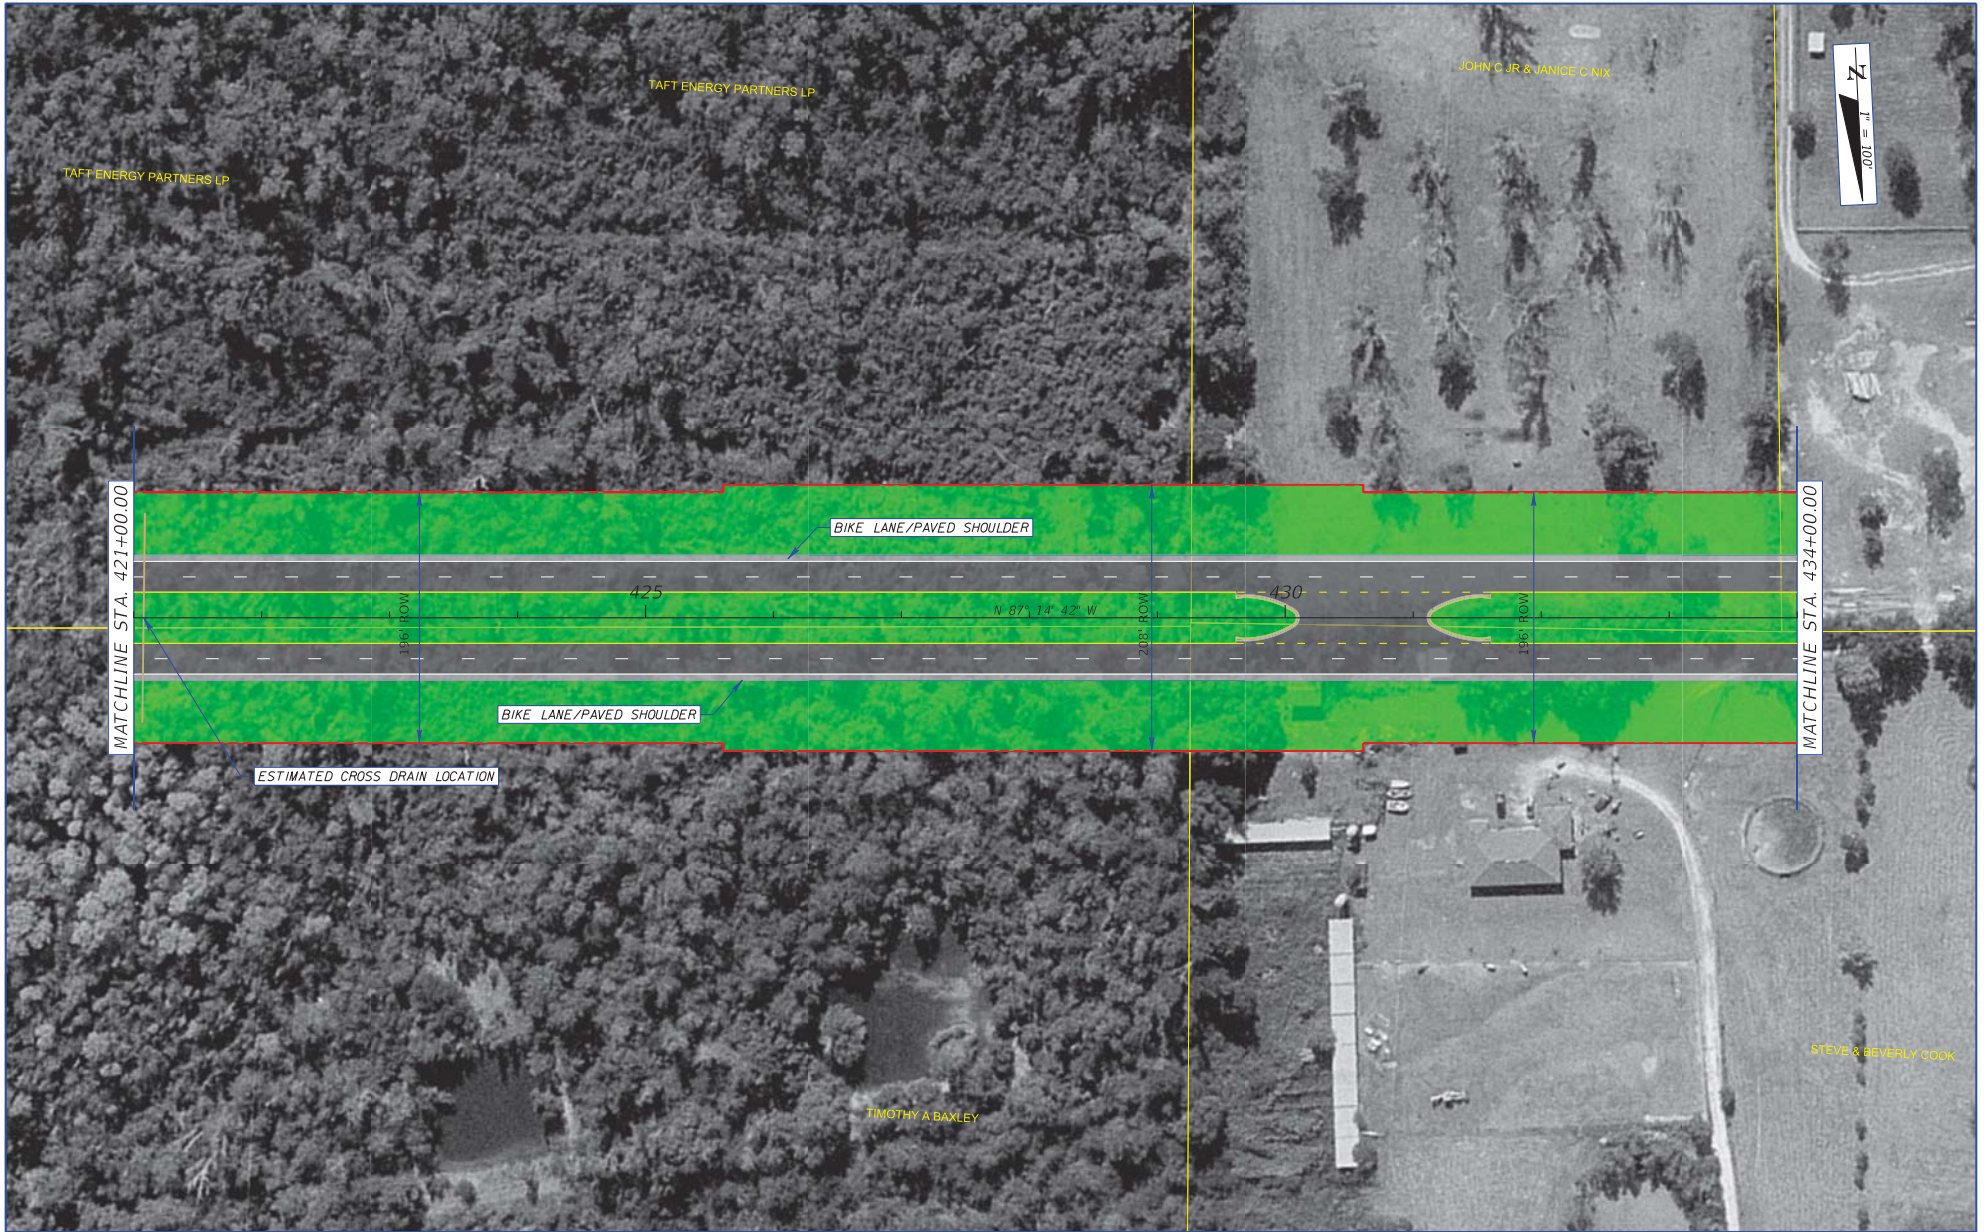 JOHN C JR & JANICE C NIX
N
1" = 100'
TAFT ENERGY PARTNERS LP
TAFT ENERGY PARTNERS LP
MATCHLINE STA. 421+00.00
MATCHLINE STA. 434+00.00
BIKE LANE/PAVED SHOULDER
425
430
N 87° 14' 42" W
196' ROW
208' ROW
196' ROW
BIKE LANE/PAVED SHOULDER
ESTIMATED CROSS DRAIN LOCATION
STEVE & BEVERLY COOK
TIMOTHY A BAXLEY